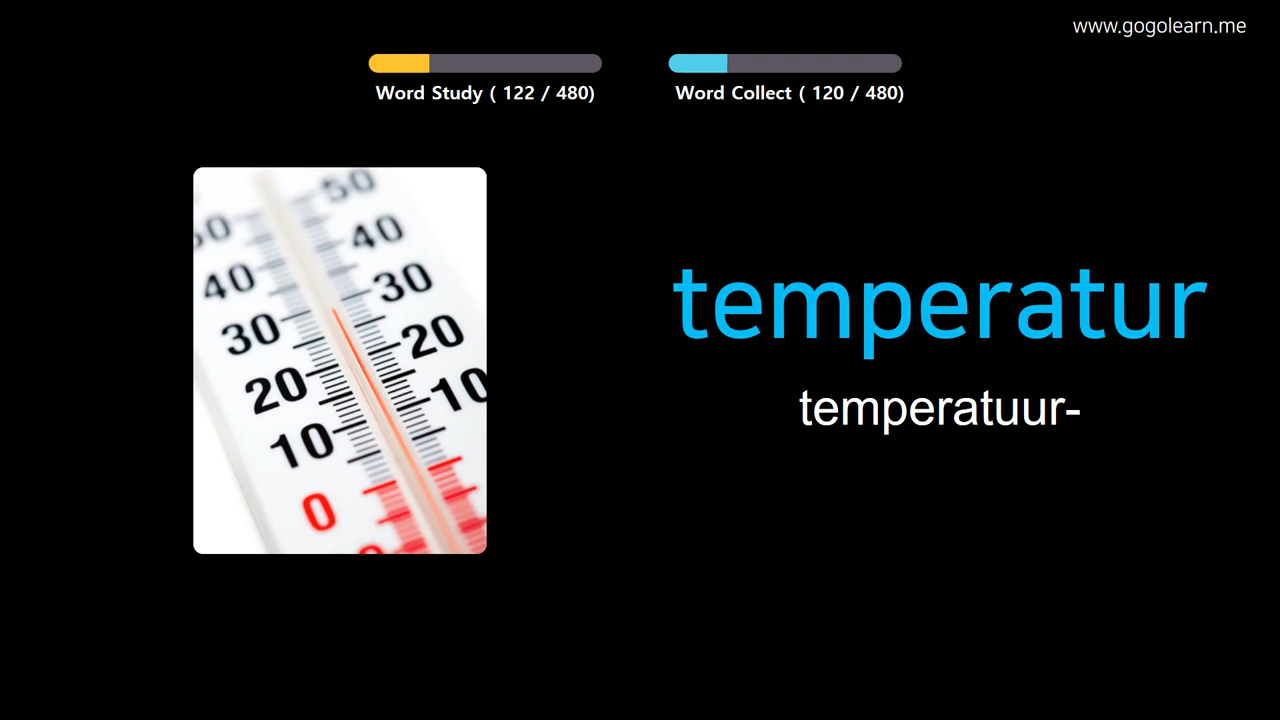 www.gogolearn.me
Word Study ( 122 / 480)
Word Collect ( 120 / 480)
50
50
40
40
30
30
20
20
10
10
0
temperatur
temperatuur-